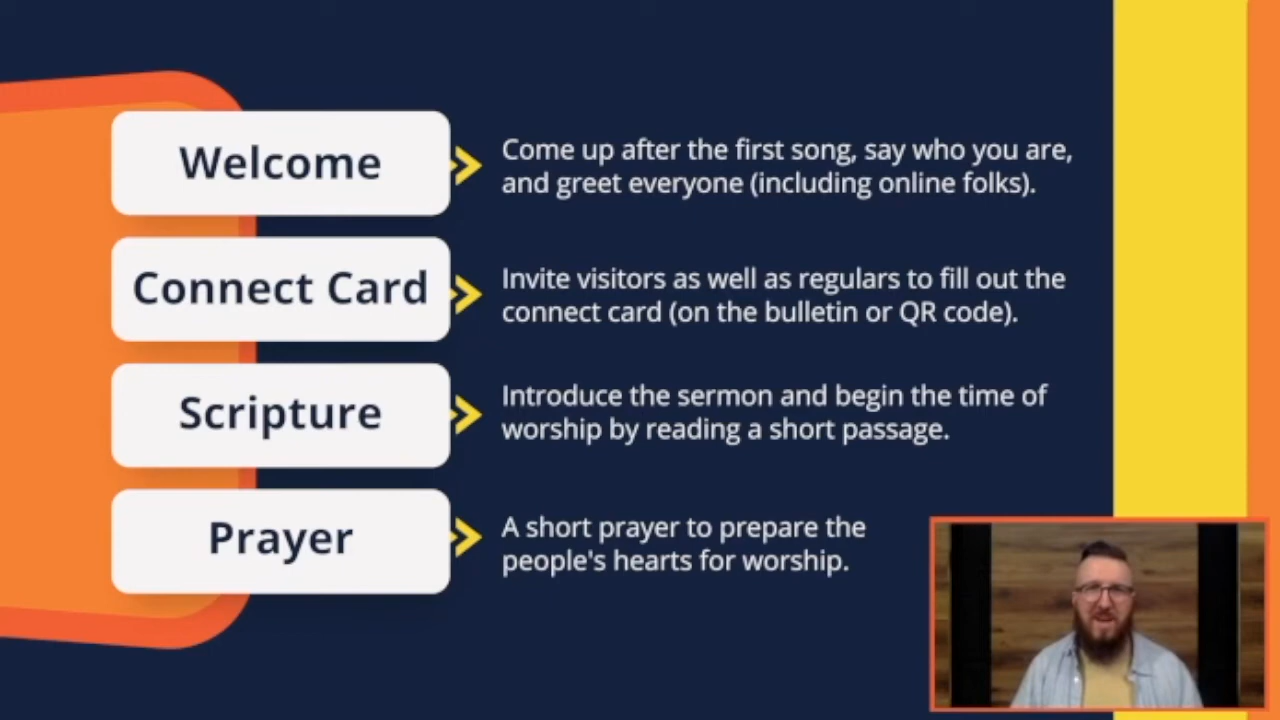 Welcome
Come up after the first song, say who you are,
and greet everyone (including online folks).
Connect Card
Invite visitors as well as regulars to fill out the
connect card (on the bulletin or QR code).
Scripture
Introduce the sermon and begin the time of
worship by reading a short passage.
Prayer
A short prayer to prepare the
people's hearts for worship.